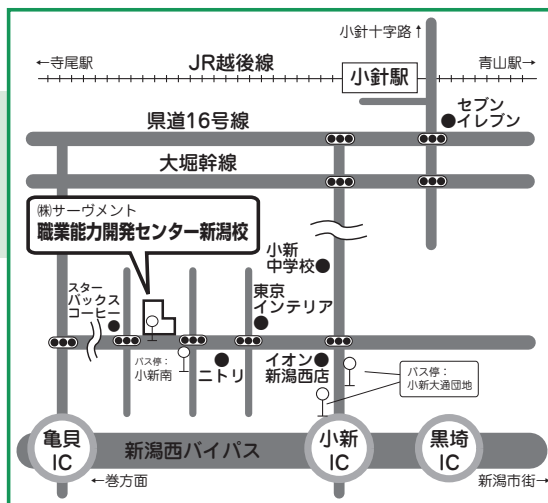 小針十字路↑
←寺尾駅
JR越後線
小針駅
青山駅→
セブン
イレブン
県道16号線
大堀幹線
㈱サーヴメント
職業能力開発センター新潟校
小新
中学校
スター
バックス
コーヒー
東京
インテリア
バス停：
小新南
ニトリ
イオン
新潟西店
バス停：
小新大通団地
亀貝
IC
新潟西バイパス
小新
IC
黒埼
IC
←巻方面
新潟市街→